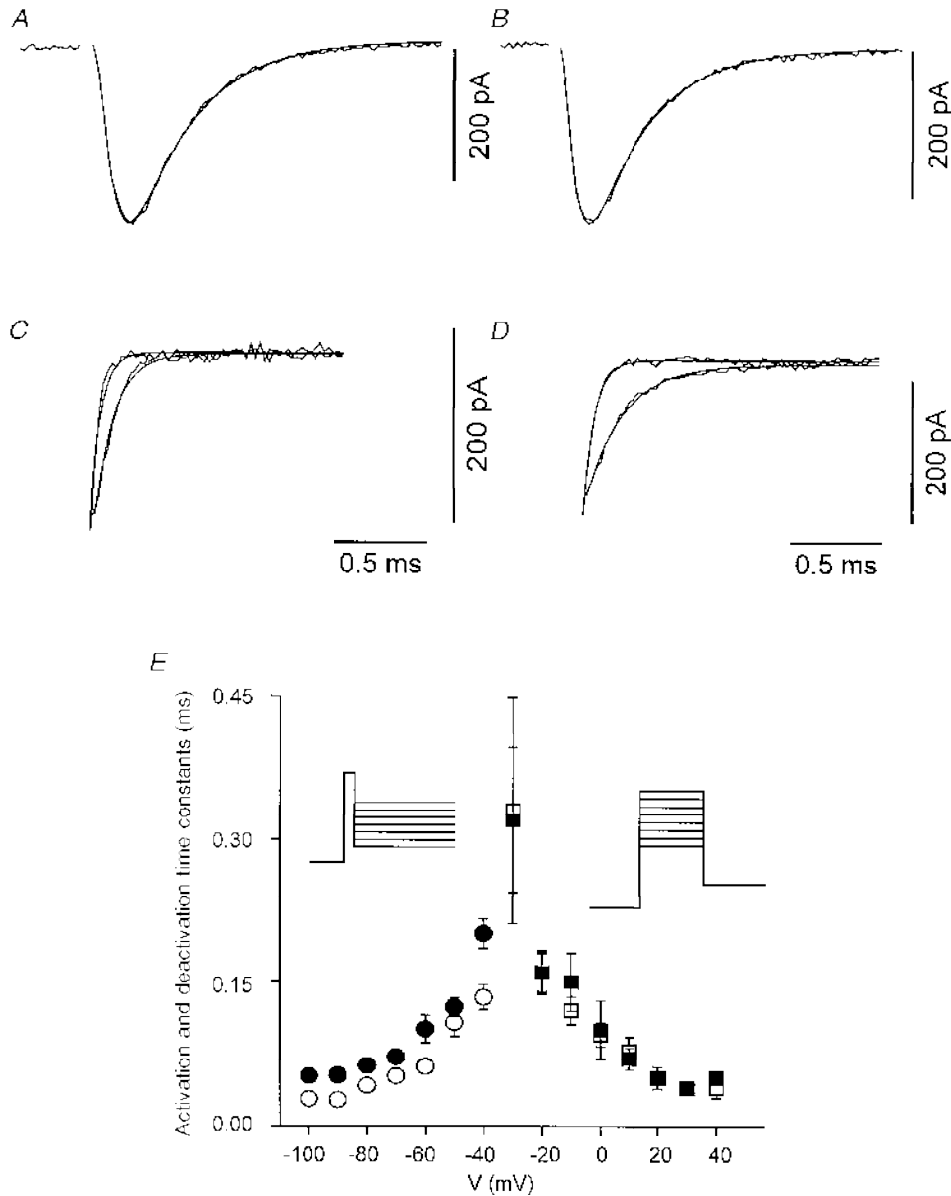 A
B
200 pA
200 pA
C
D
200 pA
200 pA
0.5 ms
0.5 ms
E
Activation and deactivation time constants (ms)
0.45
0.30
0.15
0.00
-100 -80 -60 -40 -20 0 20 40
V (mV)